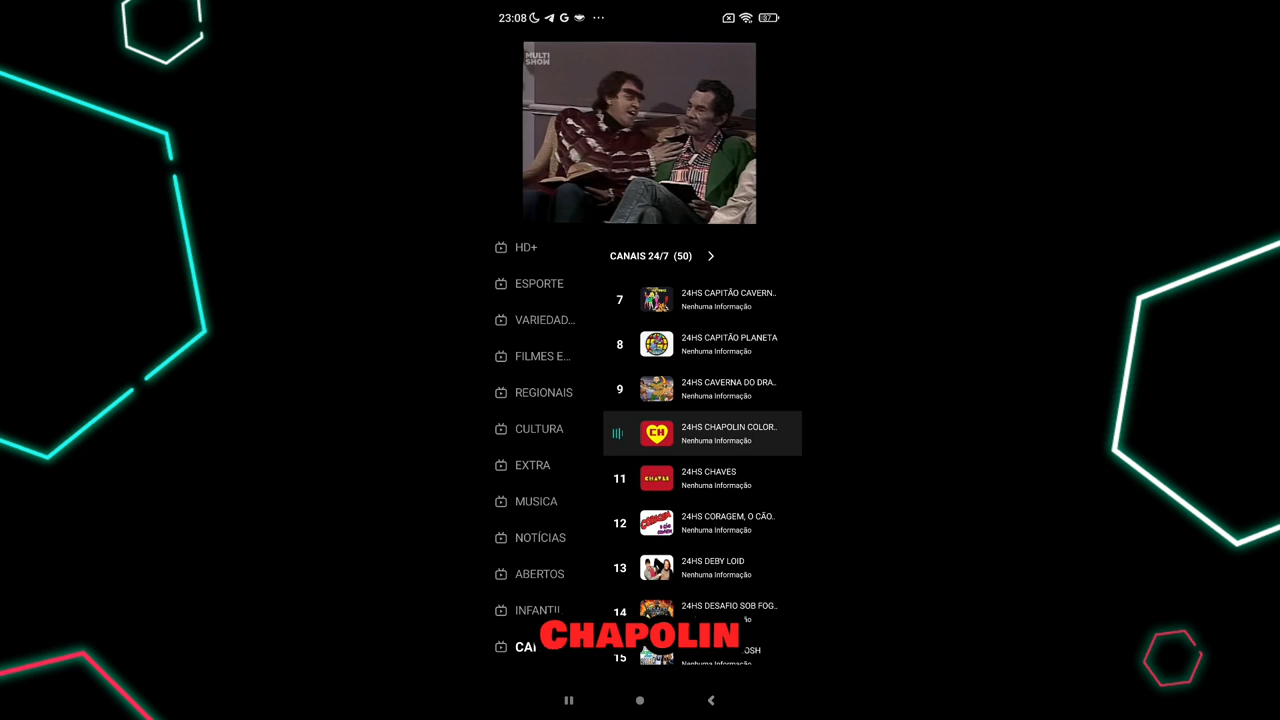 23:08
87
MULTI
SHOW
HD+
ESPORTE
VARIEDAD...
FILMES E...
REGIONAIS
CULTURA
EXTRA
MUSICA
NOTÍCIAS
ABERTOS
INFANTIL
CANAIS 24/7 (50)
7
24HS CAPITÃO CAVERN..
Nenhuma Informação
8
24HS CAPITÃO PLANETA
Nenhuma Informação
9
24HS CAVERNA DO DRA..
Nenhuma Informação
CH
24HS CHAPOLIN COLOR..
Nenhuma Informação
11
CHAVES
24HS CHAVES
Nenhuma Informação
12
CORAGEM
24HS CORAGEM, O CÃO..
Nenhuma Informação
13
24HS DEBY LOID
Nenhuma Informação
14
24HS DESAFIO SOB FOG..
15
OSH
Nenhuma Informação
CHAPOLIN